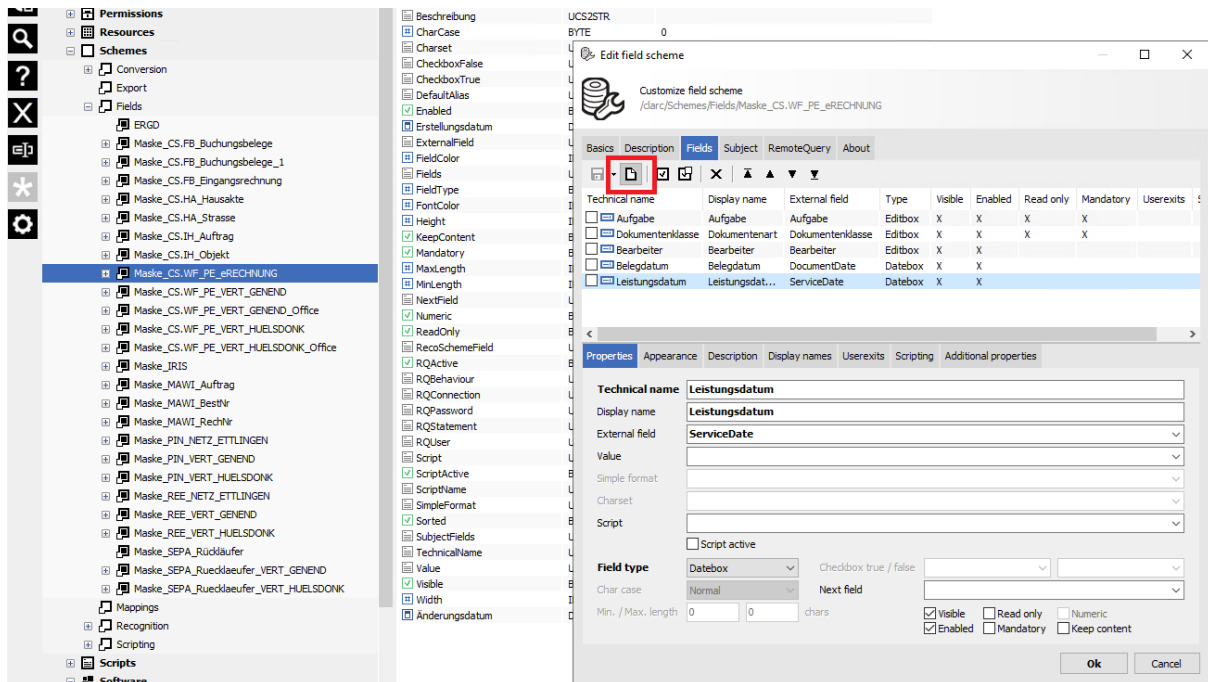 Permissions
Resources
Schemes
Conversion
Export
Fields
ERGD
Maske_CS.FB_Buchungsbelege
Maske_CS.FB_Buchungsbelege_1
Maske_CS.FB_Eingangsrechnung
Maske_CS.HA_Hausakte
Maske_CS.HA_Strasse
Maske_CS.IH_Auftrag
Maske_CS.IH_Objekt
Maske_CS.WF_PE_eRECHNUNG
Maske_CS.WF_PE_VERT_GENEND
Maske_CS.WF_PE_VERT_GENEND_Office
Maske_CS.WF_PE_VERT_HUELSDONK
Maske_CS.WF_PE_VERT_HUELSDONK_Office
Maske_IRIS
Maske_MAWI_Auftrag
Maske_MAWI_BestNr
Maske_MAWI_RechNr
Maske_PIN_NETZ_ETTLINGEN
Maske_PIN_VERT_GENEND
Maske_PIN_VERT_HUELSDONK
Maske_REE_NETZ_ETTLINGEN
Maske_REE_VERT_GENEND
Maske_REE_VERT_HUELSDONK
Maske_SEPA_Rückläufer
Maske_SEPA_Ruecklaeufer_VERT_GENEND
Maske_SEPA_Ruecklaeufer_VERT_HUELSDONK
Mappings
Recognition
Scripting
Scripts
Software
Beschreibung UCS2STR
CharCase BYTE 0
Charset
CheckboxFalse
CheckboxTrue
DefaultAlias
Enabled
Erstellungsdatum
ExternalField
FieldColor
Fields
FieldType
FontColor
Height
KeepContent
Mandatory
MaxLength
MinLength
NextField
Numeric
ReadOnly
RecoSchemeField
RQActive
RQBehaviour
RQConnection
RQPassword
RQStatement
RQUser
Script
ScriptActive
ScriptName
SimpleFormat
Sorted
SubjectFields
TechnicalName
Value
Visible
Width
Änderungsdatum
Edit field scheme
Customize field scheme
/clarc/Schemes/Fields/Maske_CS.WF_PE_eRECHNUNG
Basics Description Fields Subject RemoteQuery About
Technical name Display name External field Type Visible Enabled Read only Mandatory Userexits
Aufgabe Aufgabe Aufgabe Editbox X X X X
Dokumentenklasse Dokumentenart Dokumentenklasse Editbox X X X X
Bearbeiter Bearbeiter Bearbeiter Editbox X X
Belegdatum Belegdatum DocumentDate Datebox X X
Leistungsdatum Leistungsdat... ServiceDate Datebox X X
Properties Appearance Description Display names Userexits Scripting Additional properties
Technical name Leistungsdatum
Display name Leistungsdatum
External field ServiceDate
Value
Simple format
Charset
Script
Script active
Field type Datebox Checkbox true / false
Char case Normal Next field
Min. / Max. length 0 0 chars
Visible Read only Numeric
Enabled Mandatory Keep content
Ok Cancel